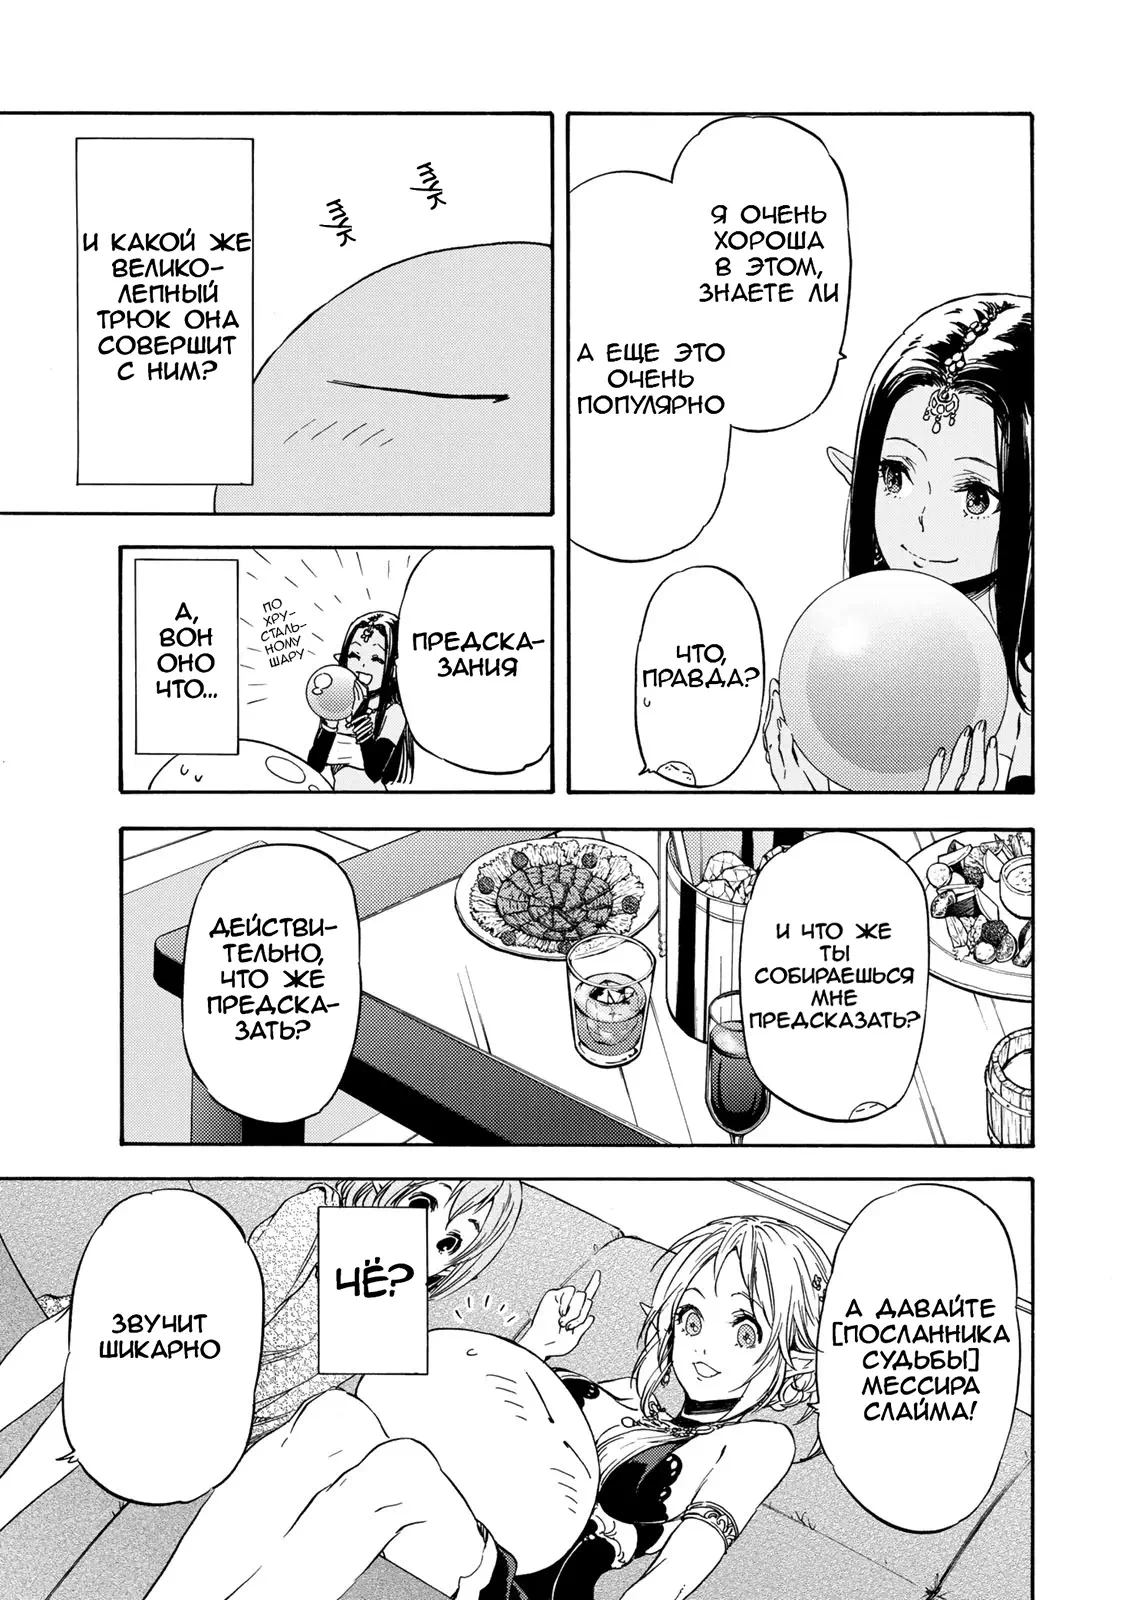 Я ОЧЕНЬ
ХОРОША
В ЭТОМ,
ЗНАЕТЕ ЛИ
А ЕЩЕ ЭТО
ОЧЕНЬ
ПОПУЛЯРНО
ЧТО,
ПРАВДА?
тук
тук
И КАКОЙ ЖЕ
ВЕЛИКО-
ЛЕПНЫЙ
ТРЮК ОНА
СОВЕРШИТ
С НИМ?
ПРЕДСКА-
ЗАНИЯ
ПО
ХРУ-
СТАЛЬ-
НОМУ
ШАРУ
А,
ВОН
ОНО
ЧТО...
И ЧТО ЖЕ
ТЫ
СОБИРАЕШЬСЯ
МНЕ
ПРЕДСКАЗАТЬ?
ДЕЙСТВИ-
ТЕЛЬНО,
ЧТО ЖЕ
ПРЕДСКА-
ЗАТЬ?
А ДАВАЙТЕ
[ПОСЛАННИКА
СУДЬБЫ]
МЕССИРА
СЛАЙМА!
ЧЁ?
ЗВУЧИТ
ШИКАРНО